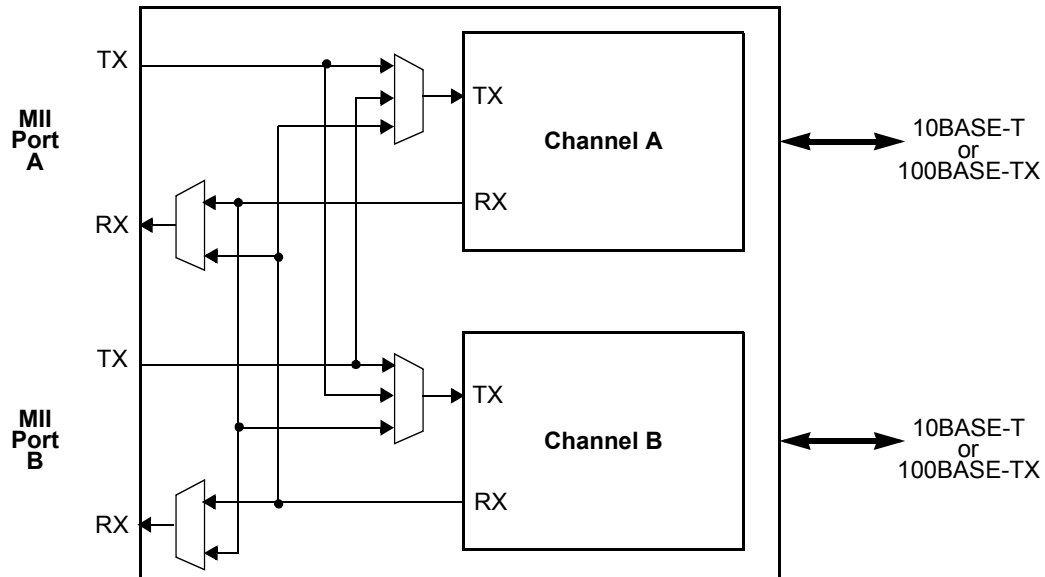 TX
MII
Port
A
RX
TX
Channel A
RX
10BASE-T
or
100BASE-TX
TX
MII
Port
B
RX
TX
Channel B
RX
10BASE-T
or
100BASE-TX